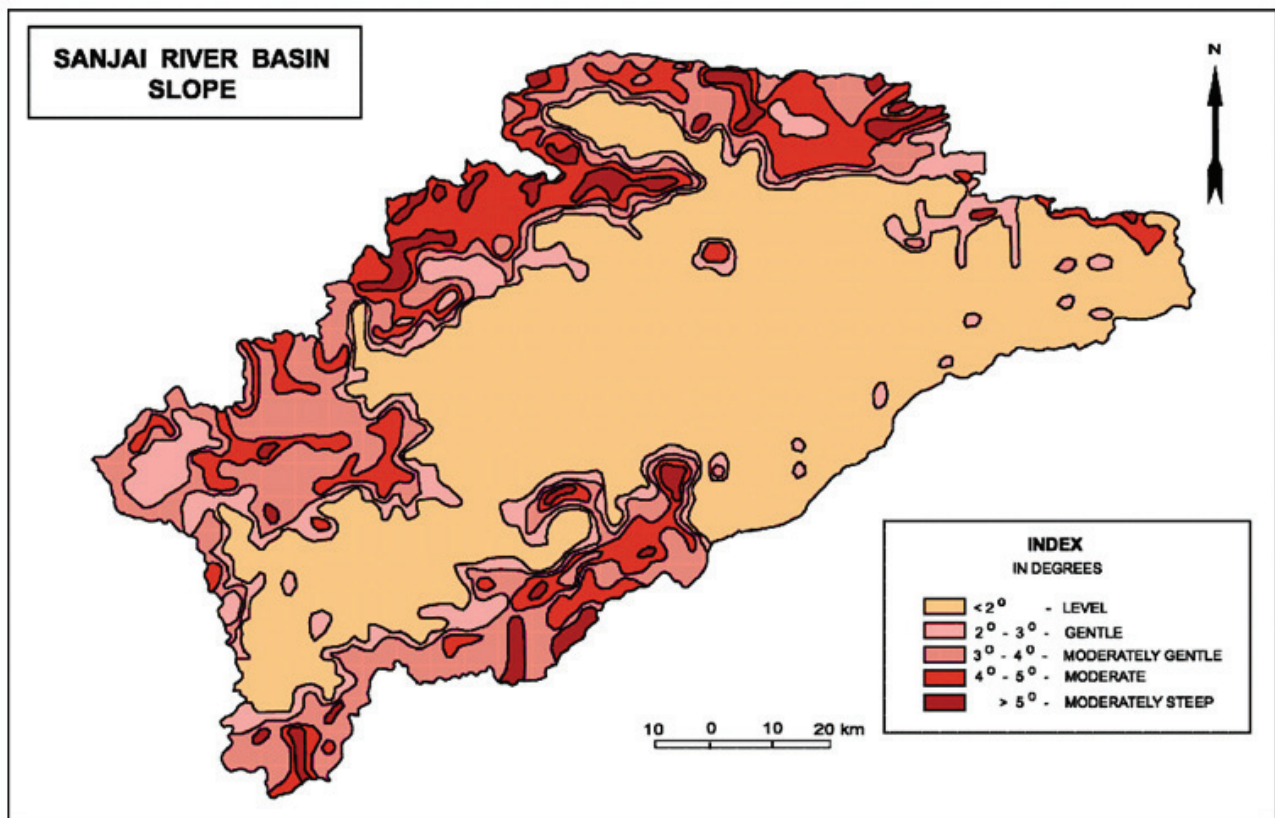 SANJAI RIVER BASIN
SLOPE
N
INDEX
IN DEGREES
<2° - LEVEL
2° - 3° - GENTLE
3° - 4° - MODERATELY GENTLE
4° - 5° - MODERATE
> 5° - MODERATELY STEEP
10 0 10 20 km